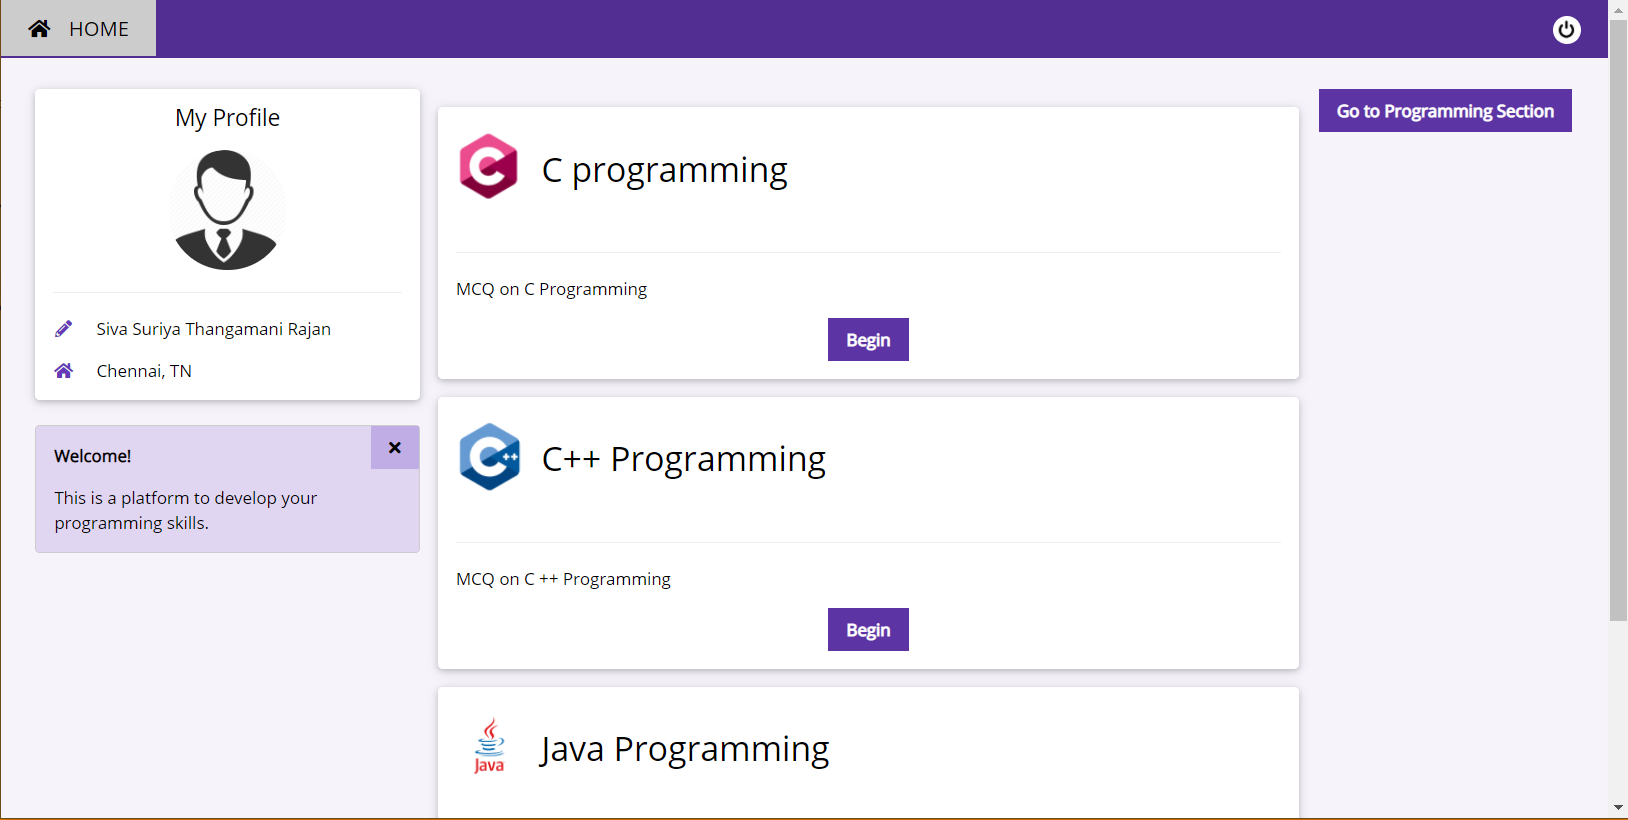 HOME
My Profile
Siva Suriya Thangamani Rajan
Chennai, TN
Welcome!
This is a platform to develop your
programming skills.
C programming
MCQ on C Programming
Begin
C++ Programming
MCQ on C ++ Programming
Begin
Java
Java Programming
Go to Programming Section